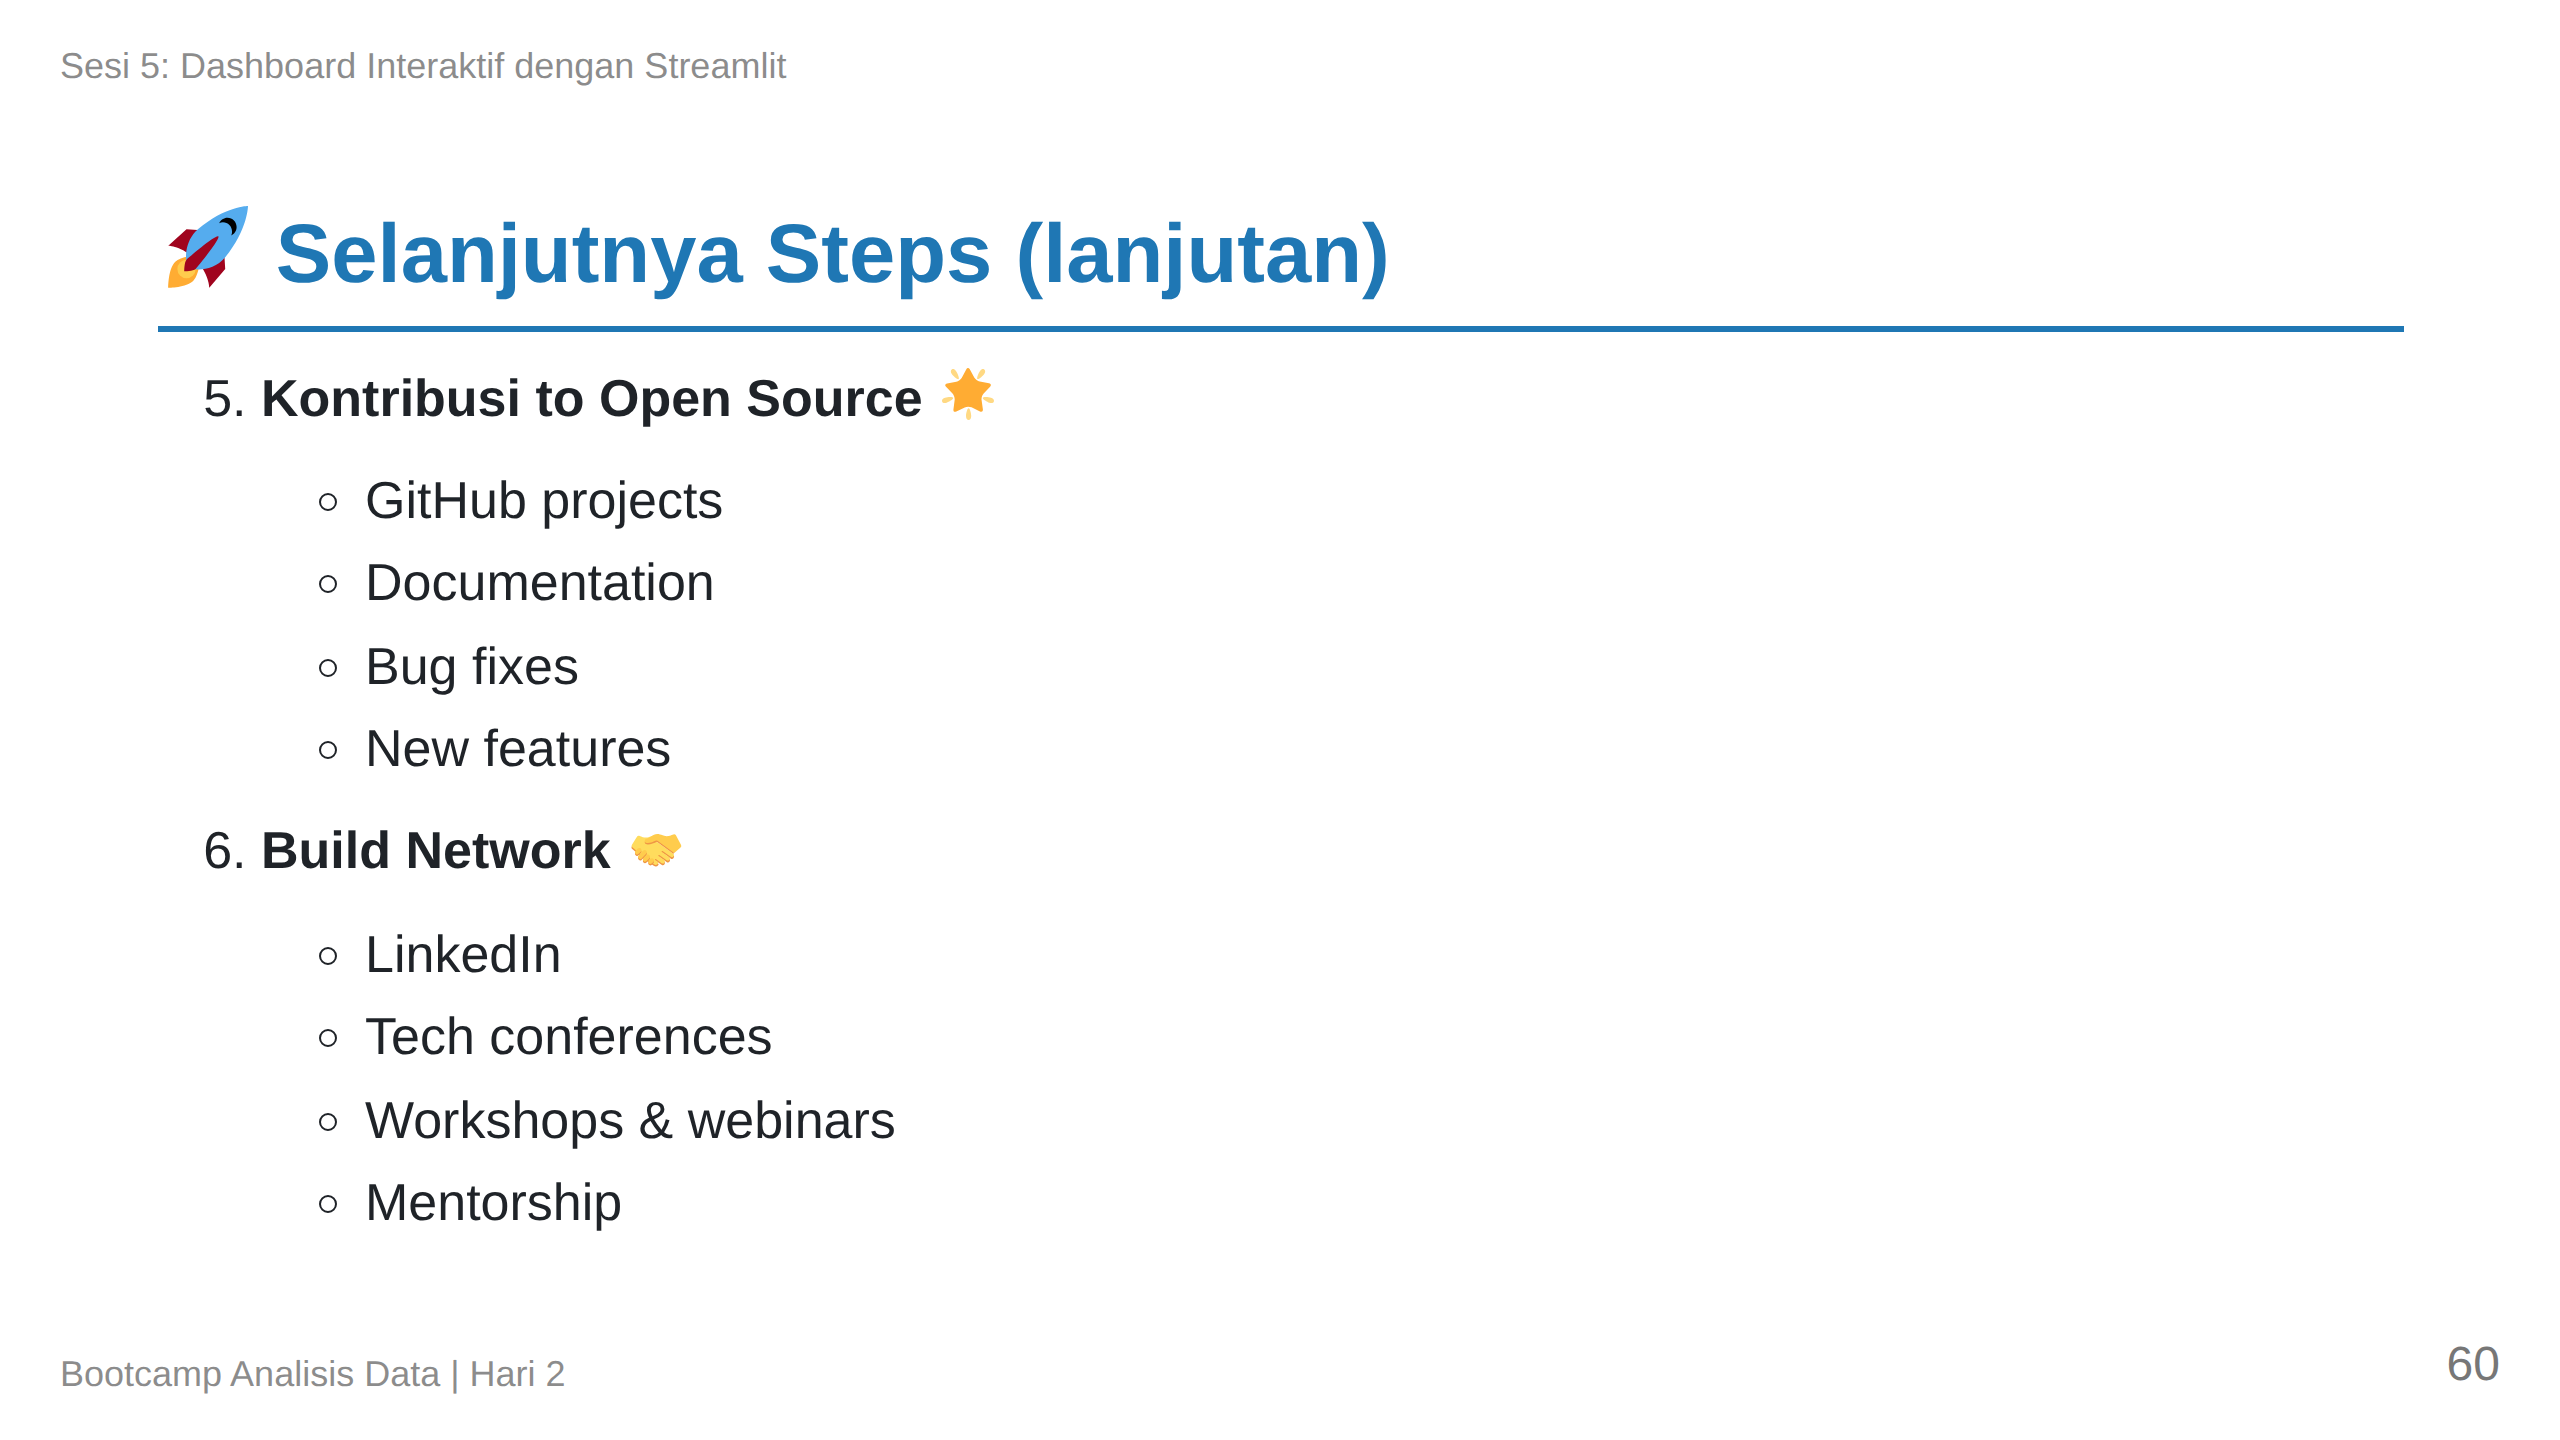 Sesi 5: Dashboard Interaktif dengan Streamlit
🚀 Selanjutnya Steps (lanjutan)
5. Kontribusi to Open Source 🌟
○ GitHub projects
○ Documentation
○ Bug fixes
○ New features
6. Build Network 🤝
○ LinkedIn
○ Tech conferences
○ Workshops & webinars
○ Mentorship
Bootcamp Analisis Data | Hari 2
60